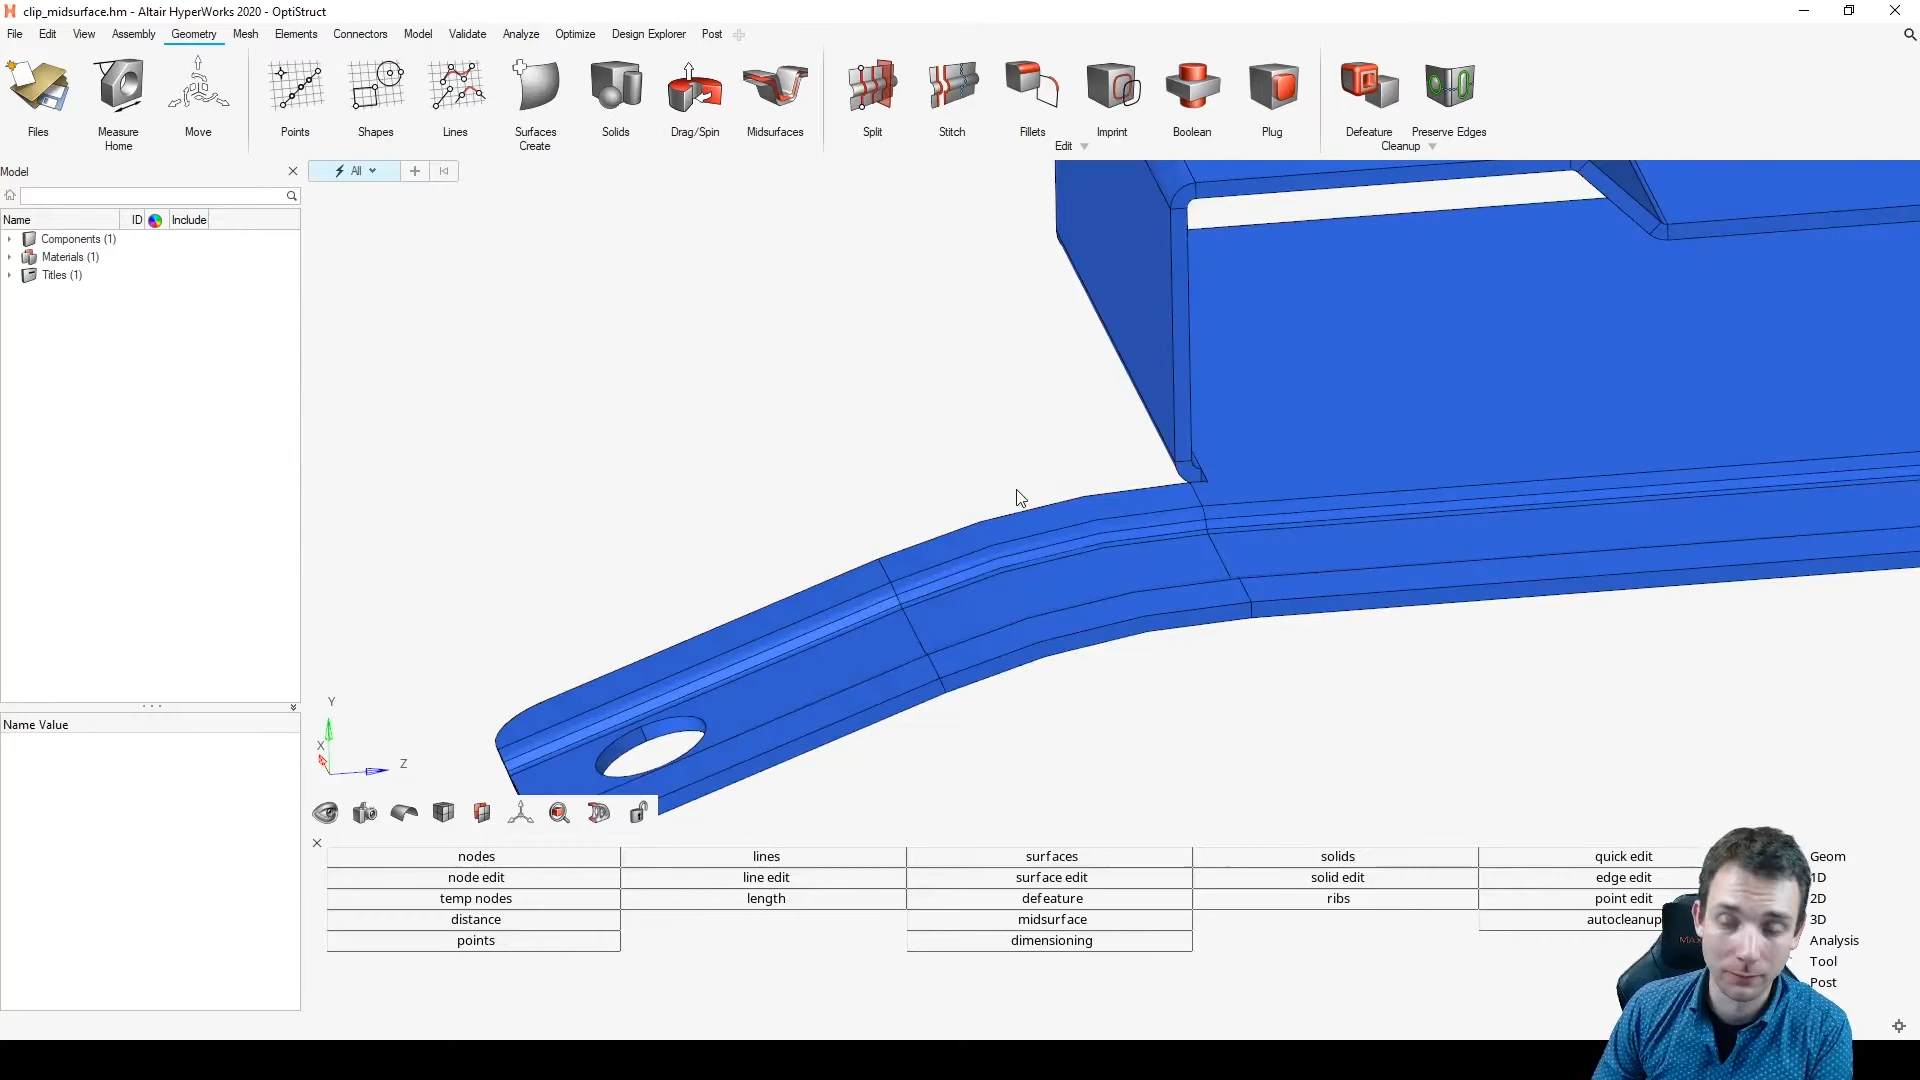 clip_midsurface.hm - Altair HyperWorks 2020 - OptiStruct
File Edit View Assembly Geometry Mesh Elements Connectors Model Validate Analyze Optimize Design Explorer Post
Files Measure Move Points Shapes Lines Surfaces Solids Drag/Spin Midsurfaces Split Stitch Fillets Imprint Boolean Plug Defeature Preserve Edges
Home Create Edit Cleanup
Model
All
Name ID Include
Components (1)
Materials (1)
Titles (1)
Name Value
Y
X
Z
nodes lines surfaces solids quick edit Geom
node edit line edit surface edit solid edit edge edit 1D
temp nodes length defeature ribs point edit 2D
distance midsurface autocleanup 3D
points dimensioning Analysis
Tool
Post